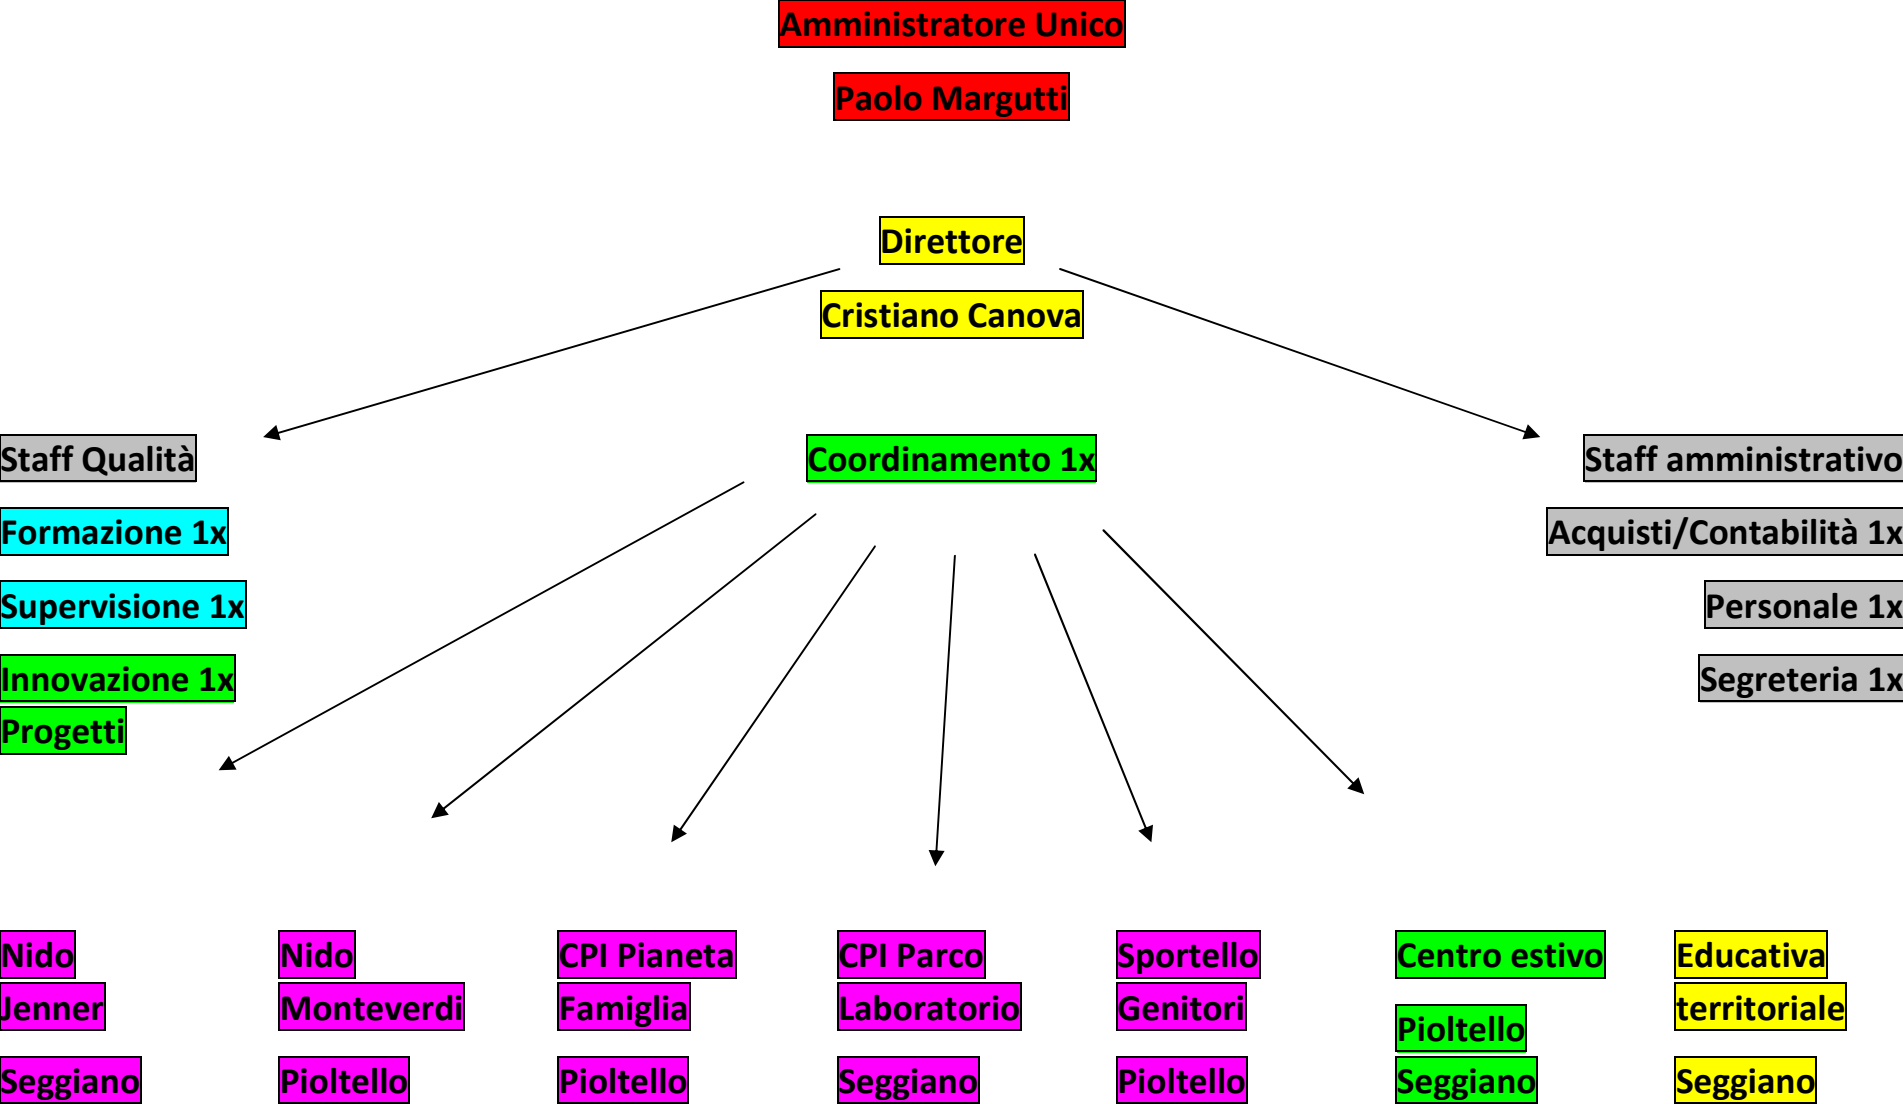 Amministratore Unico
Paolo Margutti
Direttore
Cristiano Canova
Staff Qualità
Coordinamento 1x
Staff amministrativo
Formazione 1x
Acquisti/Contabilità 1x
Supervisione 1x
Personale 1x
Innovazione 1x
Progetti
Segreteria 1x
Nido
Jenner
Seggiano
Nido
Monteverdi
Pioltello
CPI Pianeta
Famiglia
Pioltello
CPI Parco
Laboratorio
Seggiano
Sportello
Genitori
Pioltello
Centro estivo
Pioltello
Seggiano
Educativa
territoriale
Seggiano